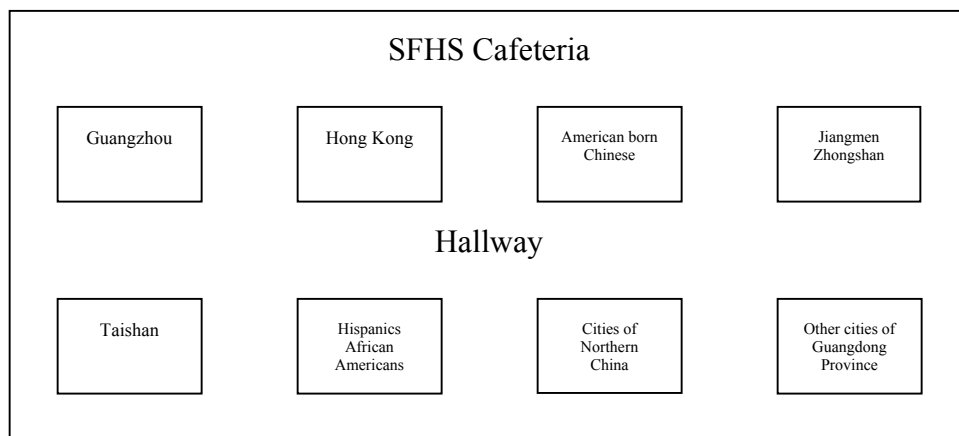 SFHS Cafeteria
Guangzhou
Hong Kong
American born
Chinese
Jiangmen
Zhongshan
Hallway
Taishan
Hispanics
African
Americans
Cities of
Northern
China
Other cities of
Guangdong
Province